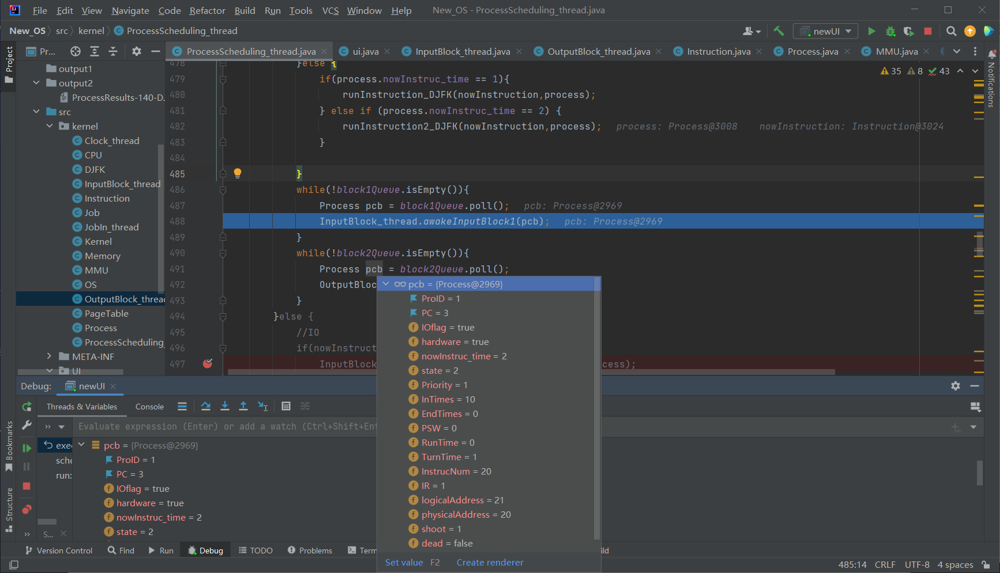 File Edit View Navigate Code Refactor Build Run Tools VCS Window Help New_OS - ProcessScheduling_thread.java
New_OS src kernel ProcessScheduling_thread newUI
Project Pr... ProcessScheduling_thread.java ui.java InputBlock_thread.java OutputBlock_thread.java Instruction.java Process.java MMU.java
Notifications
output1
output2
ProcessResults-140-DJ
src
kernel
Clock_thread
CPU
DJFK
InputBlock_thread
Instruction
Job
JobIn_thread
Kernel
Memory
MMU
OS
OutputBlock_thread
PageTable
Process
ProcessScheduling_
META-INF
UI
35 8 43
478 }else {
479 if(process.nowInstruc_time == 1){
480 runInstruction_DJFK(nowInstruction,process);
481 } else if (process.nowInstruc_time == 2) {
482 runInstruction2_DJFK(nowInstruction,process); process: Process@3008 nowInstruction: Instruction@3024
483 }
484
485 }
486 while(!block1Queue.isEmpty()){
487 Process pcb = block1Queue.poll(); pcb: Process@2969
488 InputBlock_thread.awakeInputBlock1(pcb); pcb: Process@2969
489 }
490 while(!block2Queue.isEmpty()){
491 Process pcb = block2Queue.poll();
492 OutputBloc
493 }
494 }else {
495 //IO
496 if(nowInstruct
497 InputBlock cess);
pcb = {Process@2969}
ProID = 1
PC = 3
IOflag = true
hardware = true
nowInstruc_time = 2
state = 2
Priority = 1
InTimes = 10
EndTimes = 0
PSW = 0
RunTime = 0
TurnTime = 1
InstrucNum = 20
IR = 1
logicalAddress = 21
physicalAddress = 20
shoot = 1
dead = false
Set value F2 Create renderer
Debug: newUI
Threads & Variables Console
Evaluate expression (Enter) or add a watch (Ctrl+Shift+Ent
exec
sche
run:
pcb = {Process@2969}
ProID = 1
PC = 3
IOflag = true
hardware = true
nowInstruc_time = 2
state = 2
S...
Bookmarks
Structure
Version Control Find Run Debug TODO Problems Term ild
485:14 CRLF UTF-8 4 spaces